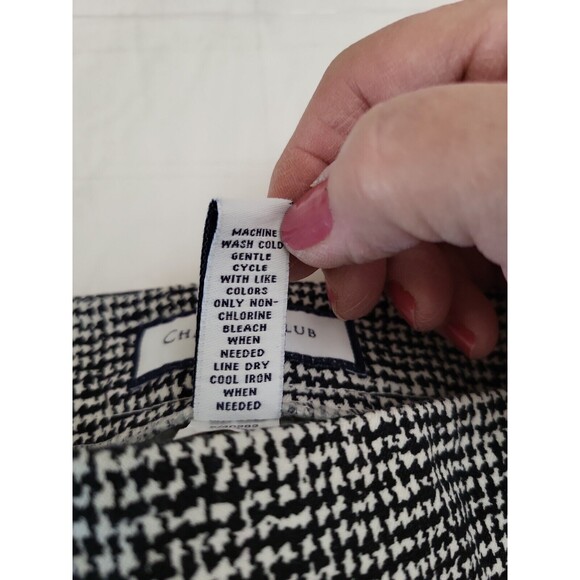 MACHINE
WASH COLD
GENTLE
CYCLE
WITH LIKE
COLORS
ONLY NON-
CHLORINE
BLEACH
WHEN
NEEDED
LINE DRY
COOL IRON
WHEN
NEEDED